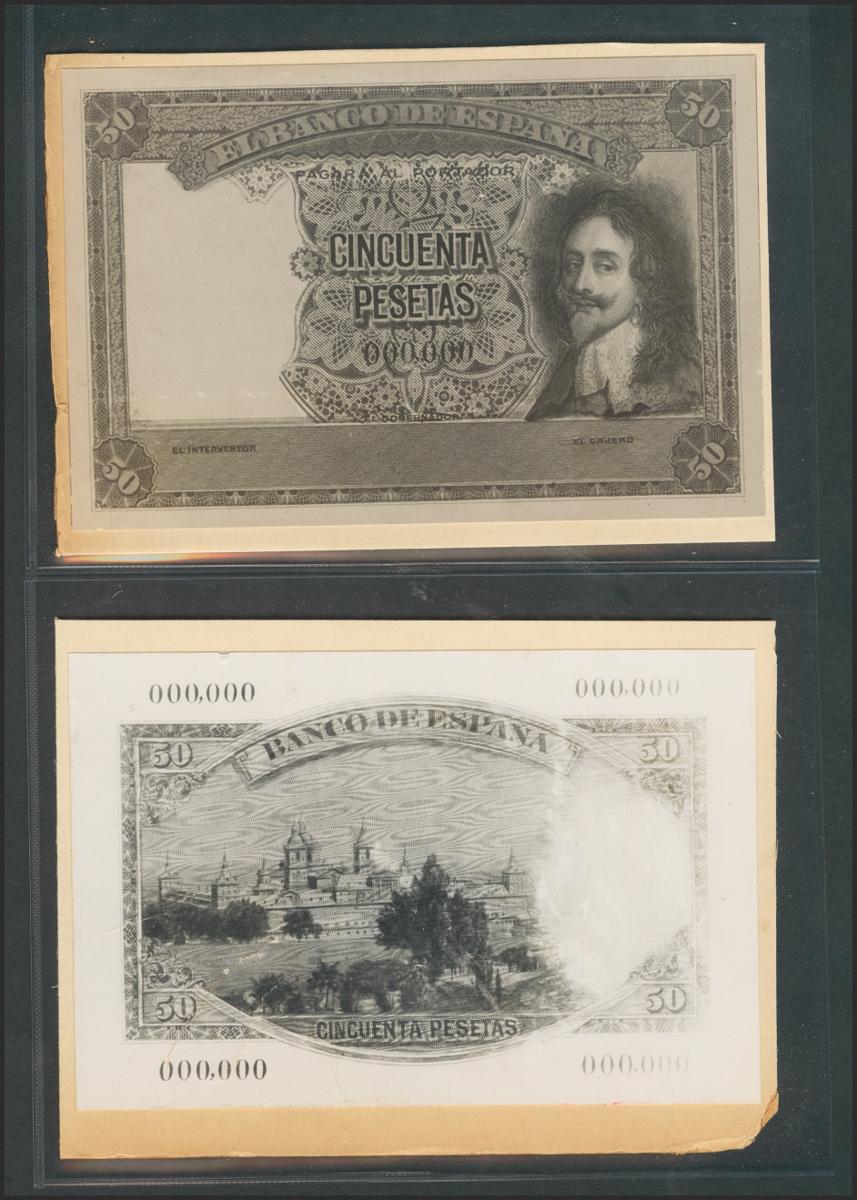 50
50
EL BANCO DE ESPAÑA
PAGARÁ AL PORTADOR
CINCUENTA
PESETAS
000,000
EL GOBERNADOR
EL INTERVENTOR
EL CAJERO
50
50
000,000
000,000
BANCO DE ESPAÑA
50
50
50
50
CINCUENTA PESETAS
000,000
000,000